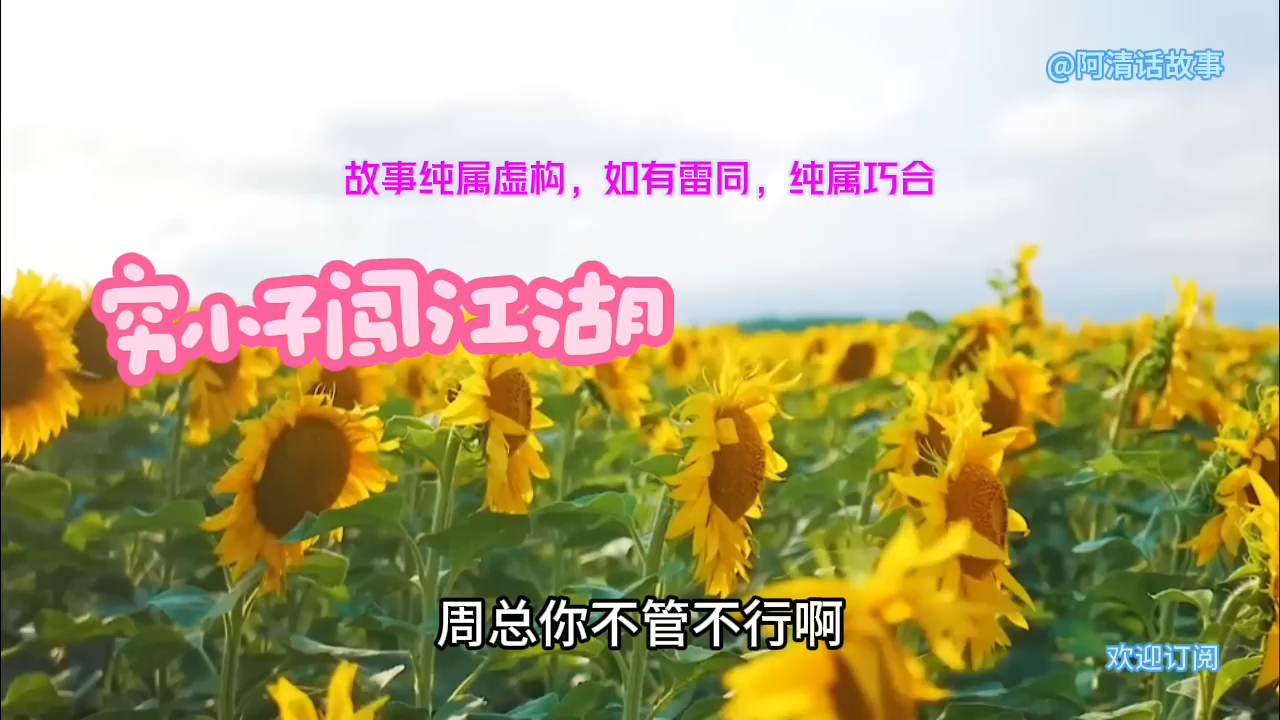 @阿清话故事
故事纯属虚构，如有雷同，纯属巧合
穷小子闯江湖
周总你不管不行啊
欢迎订阅